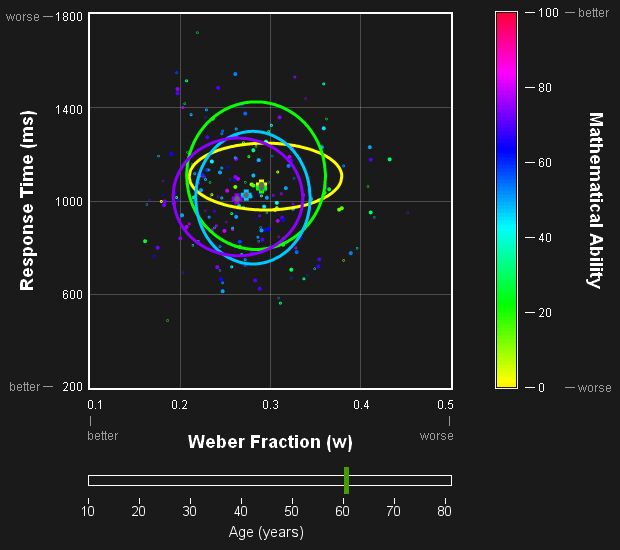 worse
1800
1400
1000
600
200
better
Response Time (ms)
0.1 0.2 0.3 0.4 0.5
better
worse
Weber Fraction (w)
100
80
60
40
20
0
better
worse
Mathematical Ability
10 20 30 40 50 60 70 80
Age (years)